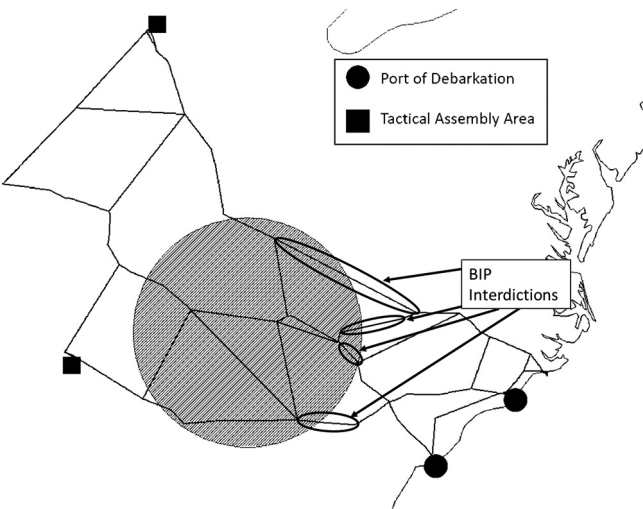 Port of Debarkation
Tactical Assembly Area
BIP
Interdictions